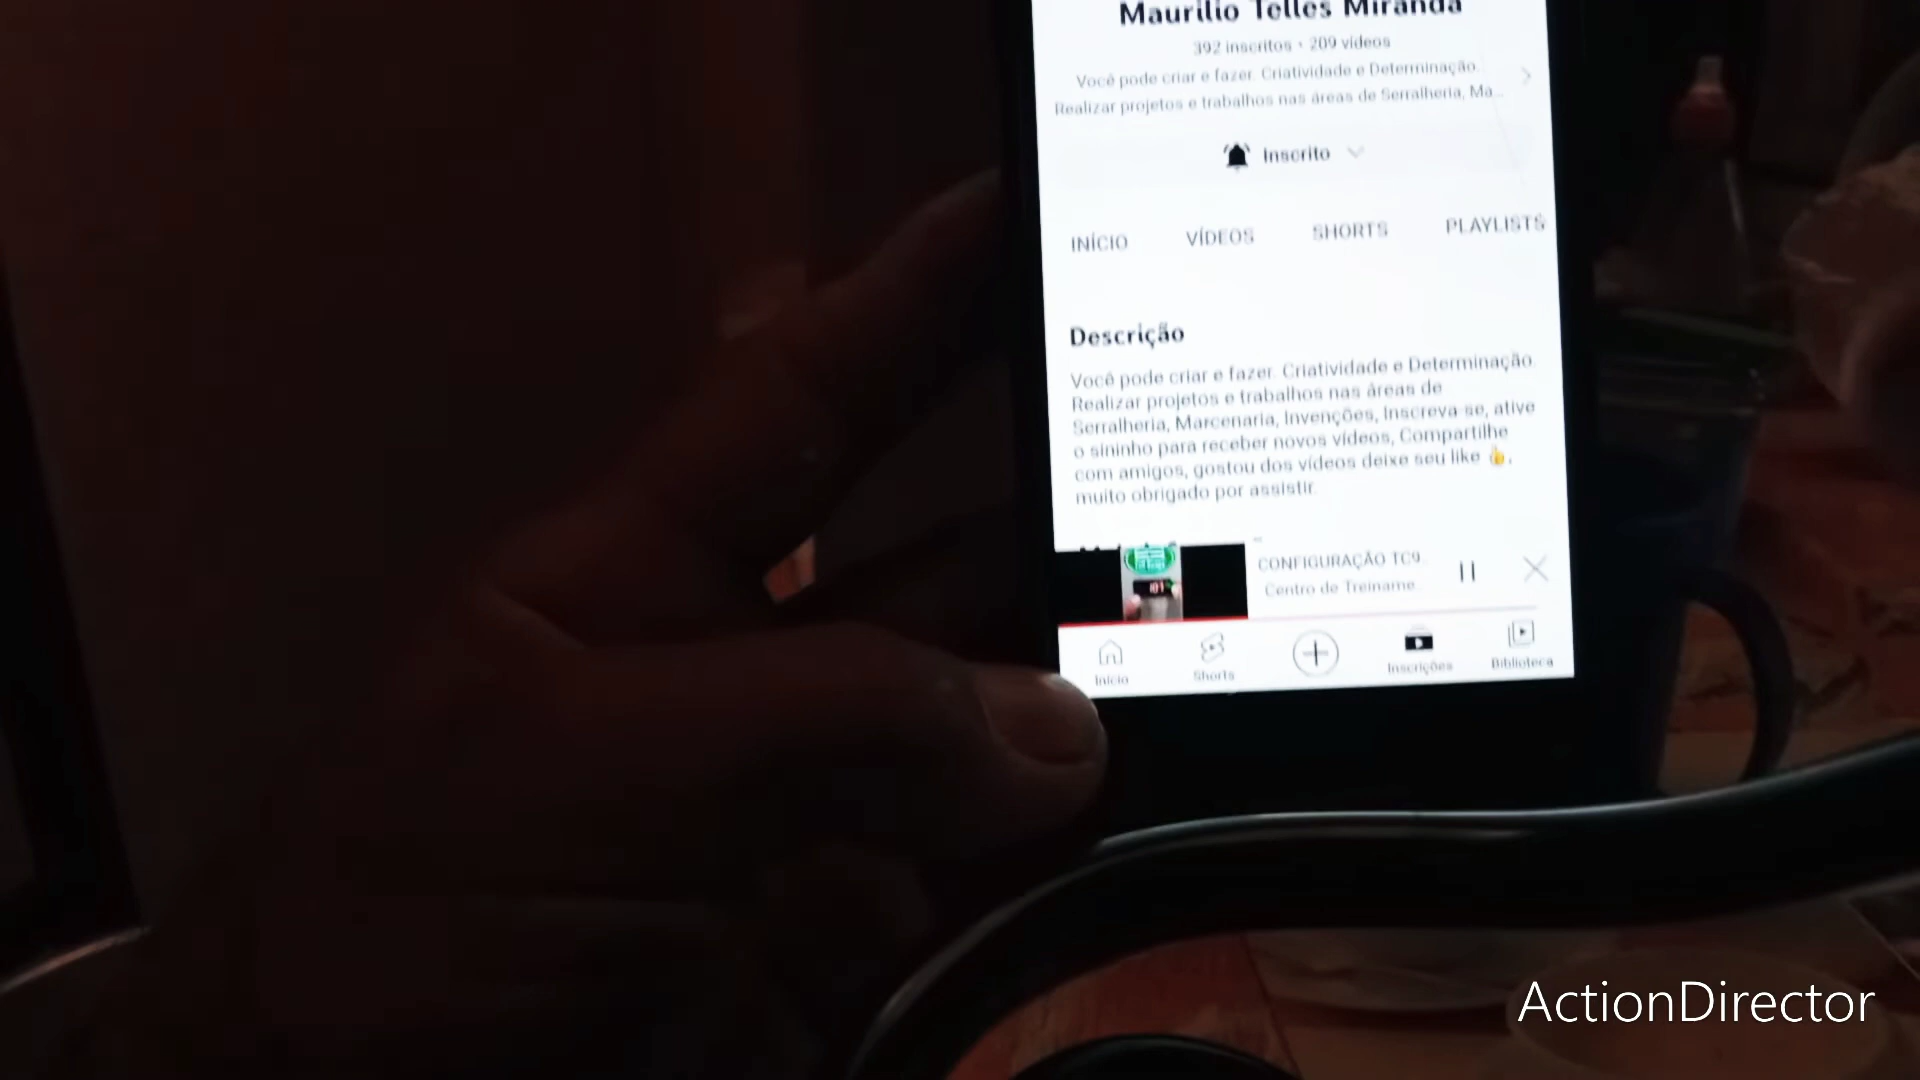 Maurilio Telles Miranda
392 inscritos • 209 vídeos
Você pode criar e fazer. Criatividade e Determinação.
Realizar projetos e trabalhos nas áreas de Serralheria, Ma...
Inscrito
INÍCIO VÍDEOS SHORTS PLAYLISTS
Descrição
Você pode criar e fazer. Criatividade e Determinação.
Realizar projetos e trabalhos nas áreas de
Serralheria, Marcenaria, Invenções, Inscreva-se, ative
o sininho para receber novos vídeos, Compartilhe
com amigos, gostou dos vídeos deixe seu like 👍,
muito obrigado por assistir.
CONFIGURAÇÃO TC9
Centro de Treiname
Início Shorts Inscrições Biblioteca
ActionDirector